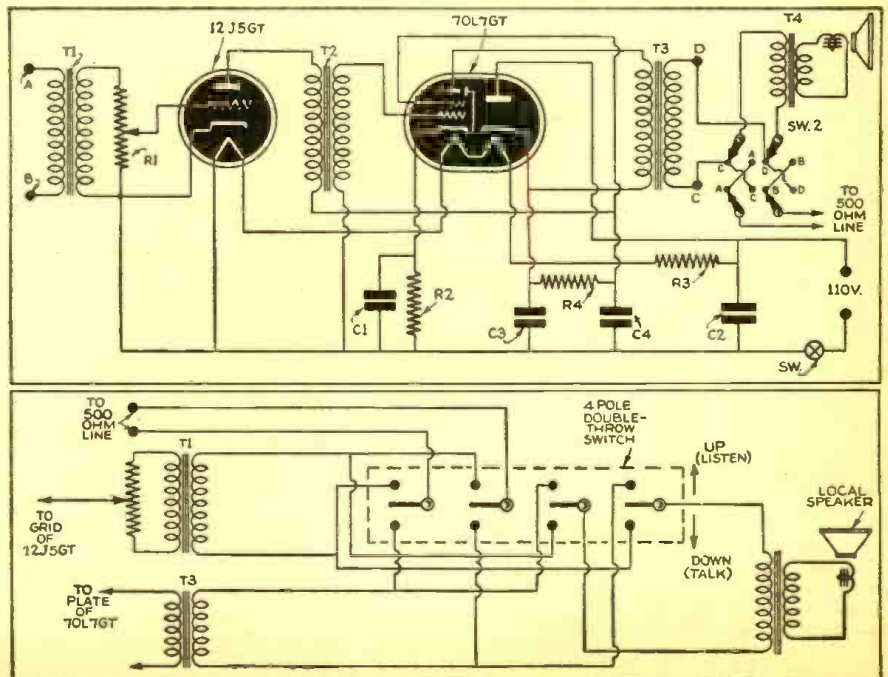 12J5GT
70L7GT
T1
T2
T3
T4
A
B
R1
D
C
SW. 2
C
A
D
B
A
C
B
D
TO
500 OHM
LINE
C1
R2
C3
R4
C4
R3
C2
110V.
SW.
TO
500
OHM
LINE
T1
4 POLE
DOUBLE-
THROW
SWITCH
UP
(LISTEN)
LOCAL
SPEAKER
TO
GRID
OF
12J5GT
DOWN
(TALK)
TO
PLATE
OF
70L7GT
T3